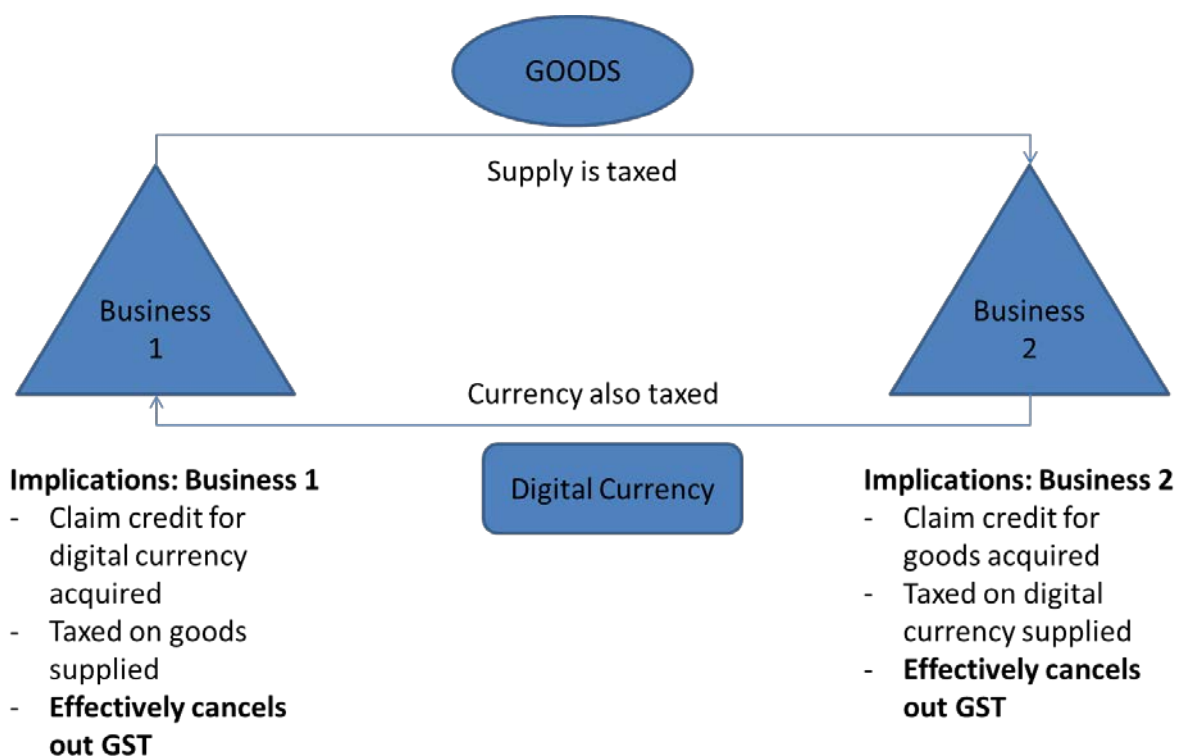 GOODS
Supply is taxed
Business
1
Business
2
Currency also taxed
Digital Currency
Implications: Business 1
- Claim credit for
digital currency
acquired
- Taxed on goods
supplied
- Effectively cancels
out GST
Implications: Business 2
- Claim credit for
goods acquired
- Taxed on digital
currency supplied
- Effectively cancels
out GST